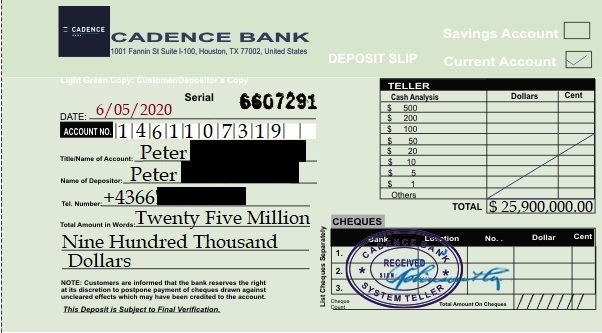 CADENCE
BANK
CADENCE BANK
1001 Fannin St Suite I-100, Houston, TX 77002, United States
DEPOSIT SLIP
Savings Account
Current Account
Light Green Copy: Customer/Depositor's Copy
Serial 6607291
DATE: 6/05/2020
ACCOUNT NO. 1 4 6 1 1 0 7 3 1 9
Title/Name of Account: Peter
Name of Depositor: Peter
Tel. Number: +4366
Total Amount in Words: Twenty Five Million
Nine Hundred Thousand
Dollars
NOTE: Customers are informed that the bank reserves the right
at its discretion to postpone payment of cheques drawn against
uncleared effects which may have been credited to the account.
This Deposit is Subject to Final Verification.
TELLER
Cash Analysis Dollars Cent
$ 500
$ 200
$ 100
$ 50
$ 20
$ 10
$ 5
$ 1
Others
TOTAL $ 25,900,000.00
CHEQUES
List Cheques Separately
Bank Location No. . Dollar Cent
1.
2.
3.
Cheque
Count
Total Amount On Cheques
CADENCE BANK
RECEIVED
SIGN
SYSTEM TELLER